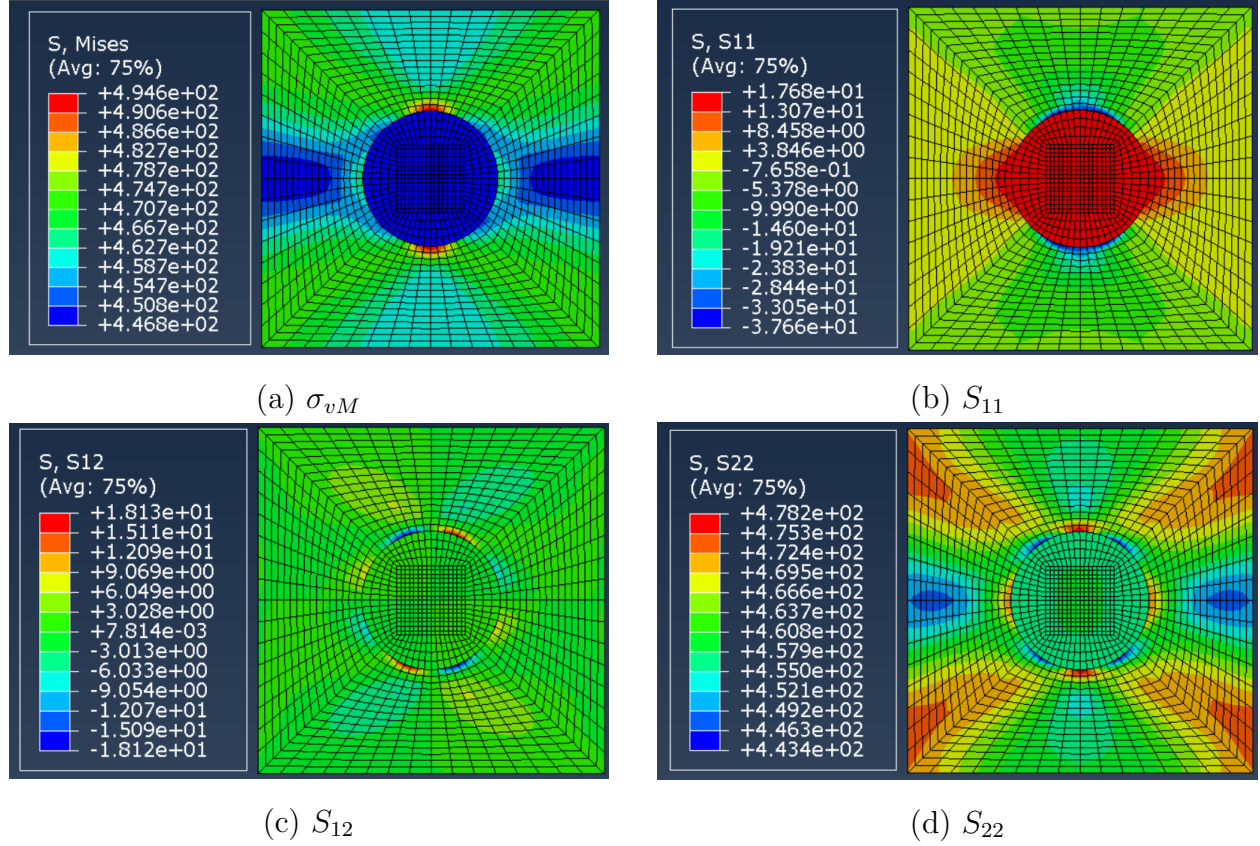 S, Mises
(Avg: 75%)
+4.946e+02
+4.906e+02
+4.866e+02
+4.827e+02
+4.787e+02
+4.747e+02
+4.707e+02
+4.667e+02
+4.627e+02
+4.587e+02
+4.547e+02
+4.508e+02
+4.468e+02
(a) σvM
S, S11
(Avg: 75%)
+1.768e+01
+1.307e+01
+8.458e+00
+3.846e+00
-7.658e-01
-5.378e+00
-9.990e+00
-1.460e+01
-1.921e+01
-2.383e+01
-2.844e+01
-3.305e+01
-3.766e+01
(b) S11
S, S12
(Avg: 75%)
+1.813e+01
+1.511e+01
+1.209e+01
+9.069e+00
+6.049e+00
+3.028e+00
+7.814e-03
-3.013e+00
-6.033e+00
-9.054e+00
-1.207e+01
-1.509e+01
-1.812e+01
(c) S12
S, S22
(Avg: 75%)
+4.782e+02
+4.753e+02
+4.724e+02
+4.695e+02
+4.666e+02
+4.637e+02
+4.608e+02
+4.579e+02
+4.550e+02
+4.521e+02
+4.492e+02
+4.463e+02
+4.434e+02
(d) S22